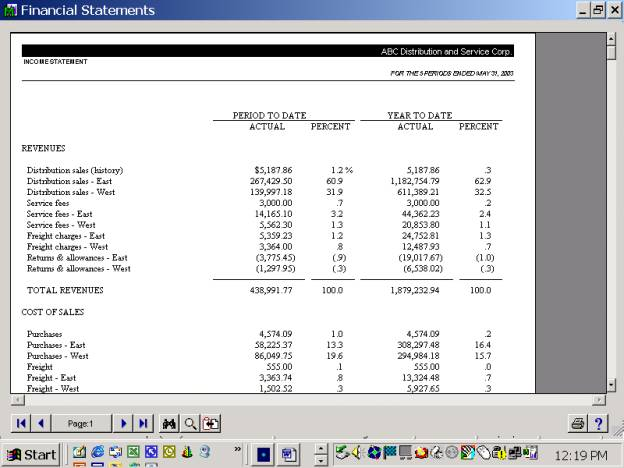 Financial Statements
ABC Distribution and Service Corp.
INCOME STATEMENT
FOR THE 5 PERIODS ENDED MAY 31, 2003
PERIOD TO DATE YEAR TO DATE
ACTUAL PERCENT ACTUAL PERCENT
REVENUES
Distribution sales (history) $5,187.86 1.2 % 5,187.86 .3
Distribution sales - East 267,429.50 60.9 1,182,754.79 62.9
Distribution sales - West 139,997.18 31.9 611,389.21 32.5
Service fees 3,000.00 .7 3,000.00 .2
Service fees - East 14,165.10 3.2 44,362.23 2.4
Service fees - West 5,562.30 1.3 20,853.80 1.1
Freight charges - East 5,359.23 1.2 24,752.81 1.3
Freight charges - West 3,364.00 .8 12,487.93 .7
Returns & allowances - East (3,775.45) (.9) (19,017.67) (1.0)
Returns & allowances - West (1,297.95) (.3) (6,538.02) (.3)
TOTAL REVENUES 438,991.77 100.0 1,879,232.94 100.0
COST OF SALES
Purchases 4,574.09 1.0 4,574.09 .2
Purchases - East 58,225.37 13.3 308,297.48 16.4
Purchases - West 86,049.75 19.6 294,984.18 15.7
Freight 555.00 .1 555.00 .0
Freight - East 3,363.74 .8 13,324.48 .7
Freight - West 1,502.52 .3 5,927.65 .3
Page:1
Start 12:19 PM